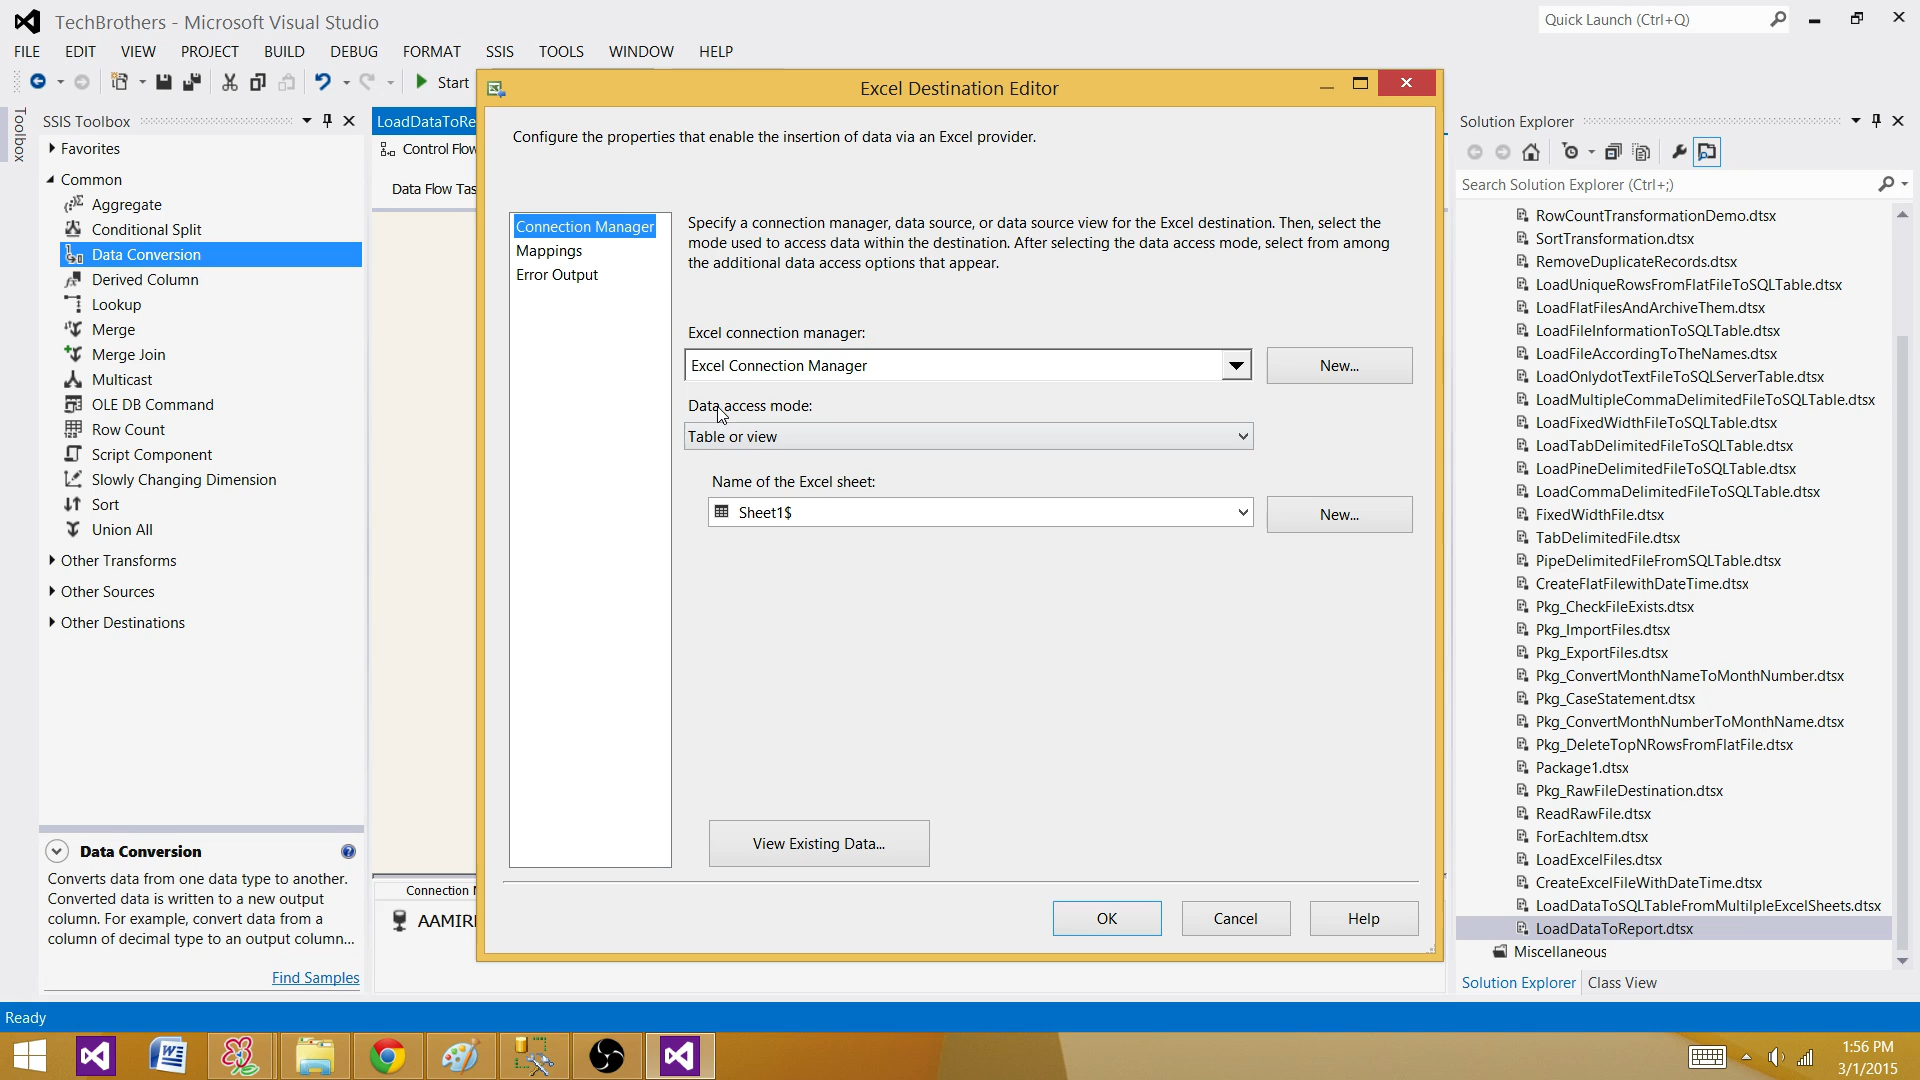 TechBrothers - Microsoft Visual Studio
Quick Launch (Ctrl+Q)
FILE EDIT VIEW PROJECT BUILD DEBUG FORMAT SSIS TOOLS WINDOW HELP
Start
Toolbox
SSIS Toolbox
Favorites
Common
Aggregate
Conditional Split
Data Conversion
Derived Column
Lookup
Merge
Merge Join
Multicast
OLE DB Command
Row Count
Script Component
Slowly Changing Dimension
Sort
Union All
Other Transforms
Other Sources
Other Destinations
Data Conversion
Converts data from one data type to another.
Converted data is written to a new output
column. For example, convert data from a
column of decimal type to an output column...
Find Samples
LoadDataToRe
Control Flow
Data Flow Tas
Connection
AAMIR
Excel Destination Editor
Configure the properties that enable the insertion of data via an Excel provider.
Connection Manager
Mappings
Error Output
Specify a connection manager, data source, or data source view for the Excel destination. Then, select the
mode used to access data within the destination. After selecting the data access mode, select from among
the additional data access options that appear.
Excel connection manager:
Excel Connection Manager
New...
Data access mode:
Table or view
Name of the Excel sheet:
Sheet1$
New...
View Existing Data...
OK
Cancel
Help
Solution Explorer
Search Solution Explorer (Ctrl+;)
RowCountTransformationDemo.dtsx
SortTransformation.dtsx
RemoveDuplicateRecords.dtsx
LoadUniqueRowsFromFlatFileToSQLTable.dtsx
LoadFlatFilesAndArchiveThem.dtsx
LoadFileInformationToSQLTable.dtsx
LoadFileAccordingToTheNames.dtsx
LoadOnlydotTextFileToSQLServerTable.dtsx
LoadMultipleCommaDelimitedFileToSQLTable.dtsx
LoadFixedWidthFileToSQLTable.dtsx
LoadTabDelimitedFileToSQLTable.dtsx
LoadPineDelimitedFileToSQLTable.dtsx
LoadCommaDelimitedFileToSQLTable.dtsx
FixedWidthFile.dtsx
TabDelimitedFile.dtsx
PipeDelimitedFileFromSQLTable.dtsx
CreateFlatFilewithDateTime.dtsx
Pkg_CheckFileExists.dtsx
Pkg_ImportFiles.dtsx
Pkg_ExportFiles.dtsx
Pkg_ConvertMonthNameToMonthNumber.dtsx
Pkg_CaseStatement.dtsx
Pkg_ConvertMonthNumberToMonthName.dtsx
Pkg_DeleteTopNRowsFromFlatFile.dtsx
Package1.dtsx
Pkg_RawFileDestination.dtsx
ReadRawFile.dtsx
ForEachItem.dtsx
LoadExcelFiles.dtsx
CreateExcelFileWithDateTime.dtsx
LoadDataToSQLTableFromMultilpleExcelSheets.dtsx
LoadDataToReport.dtsx
Miscellaneous
Solution Explorer Class View
Ready
1:56 PM
3/1/2015